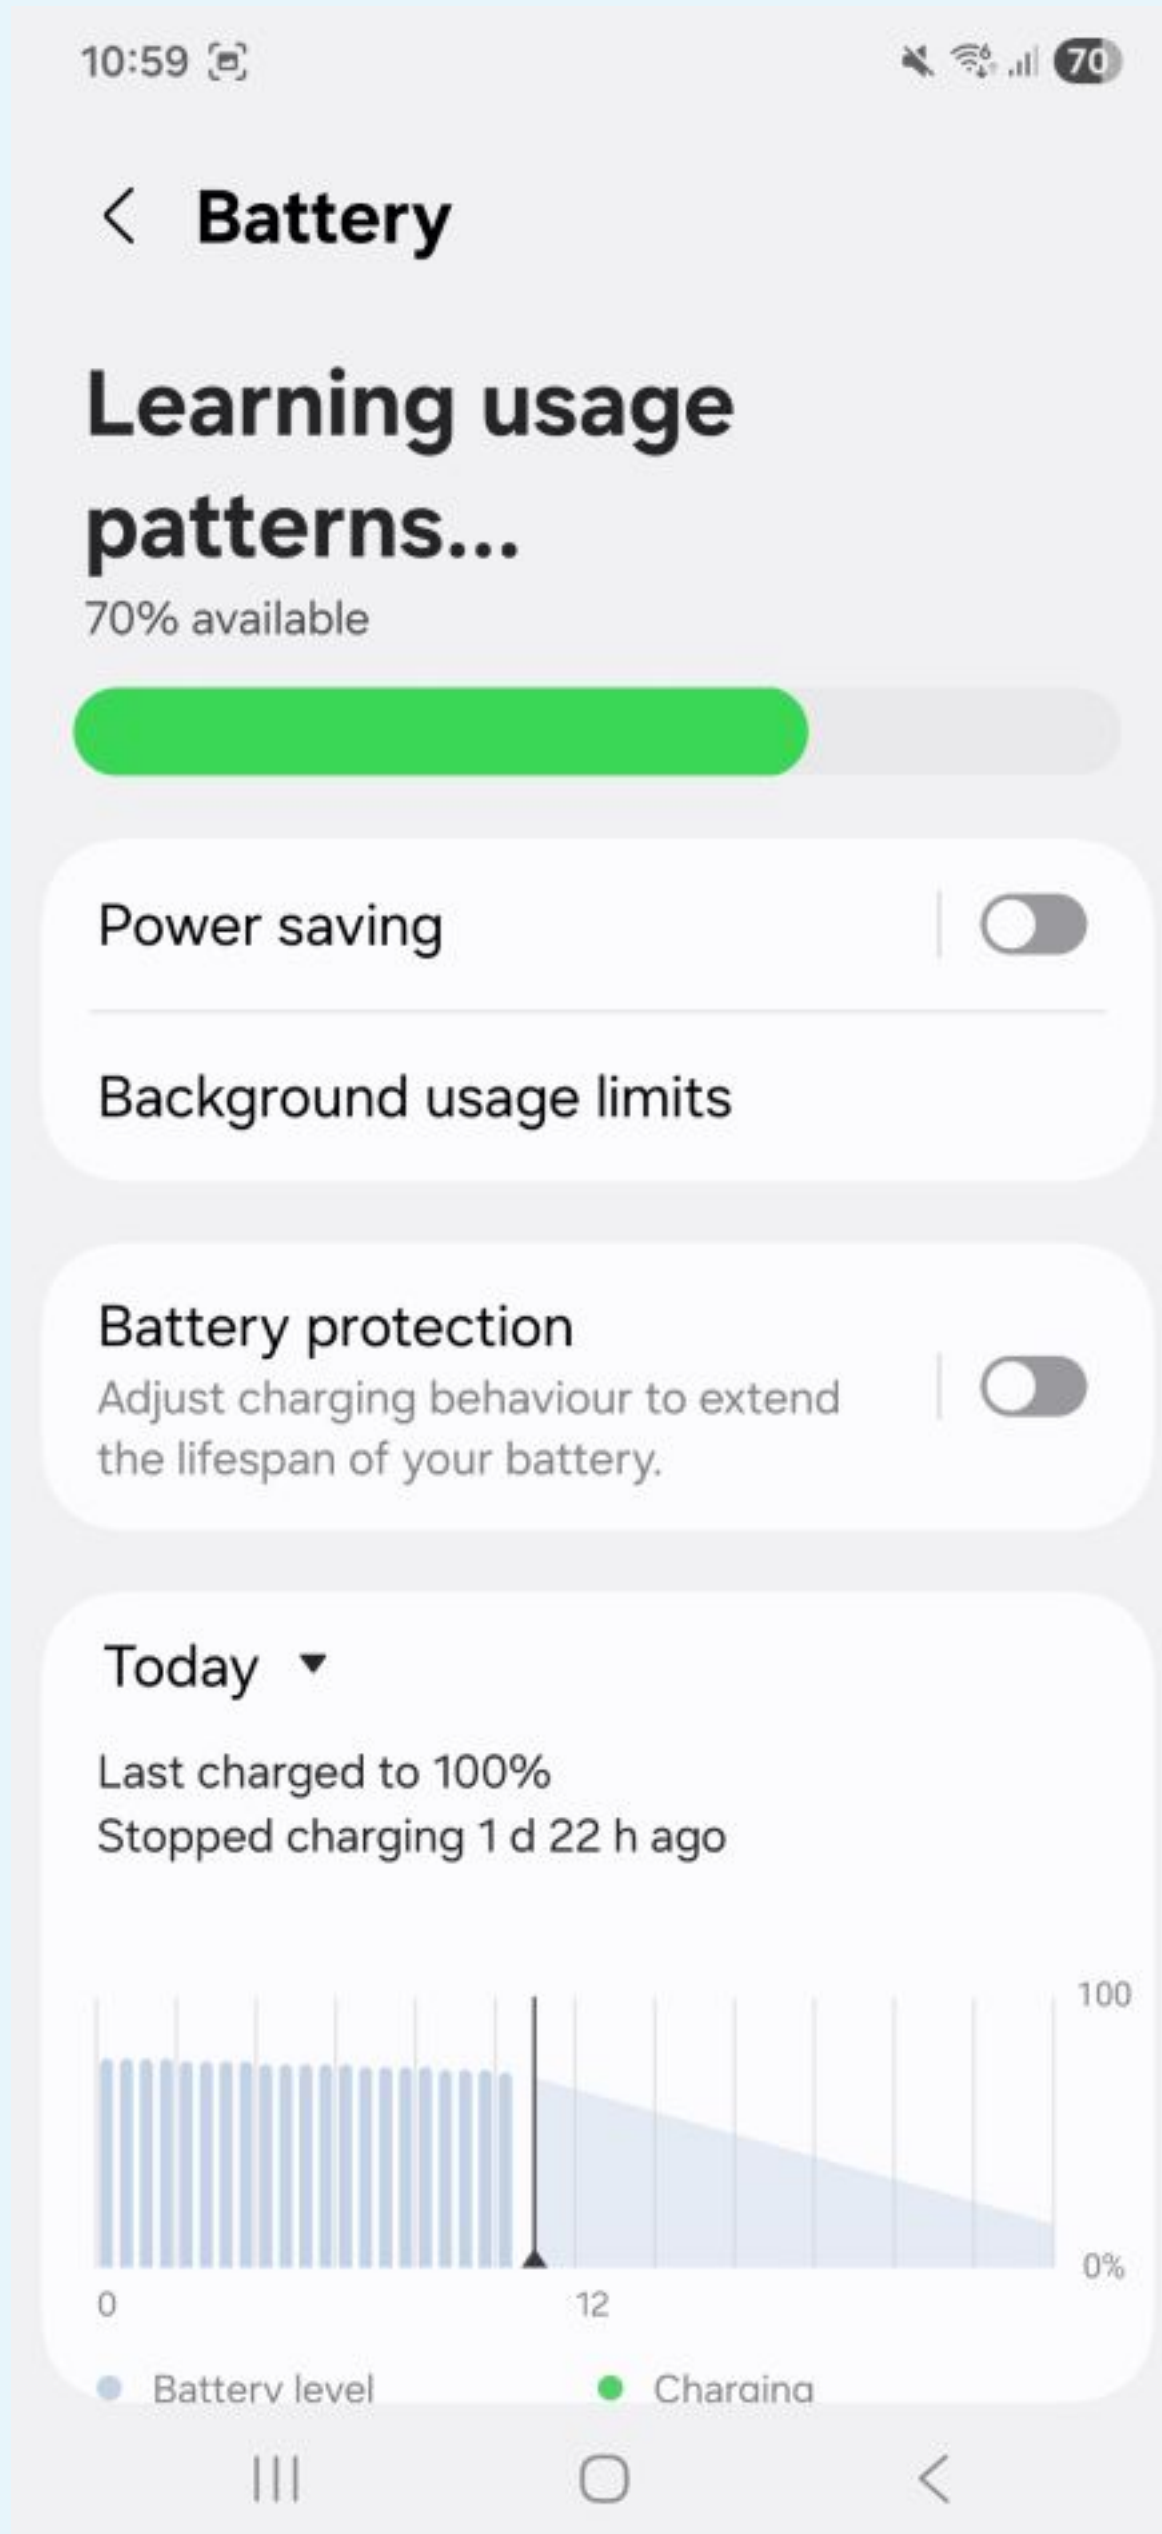 10:59
70
Battery
Learning usage
patterns...
70% available
Power saving
Background usage limits
Battery protection
Adjust charging behaviour to extend
the lifespan of your battery.
Today
Last charged to 100%
Stopped charging 1 d 22 h ago
100
0%
0 12
Battery level Charging